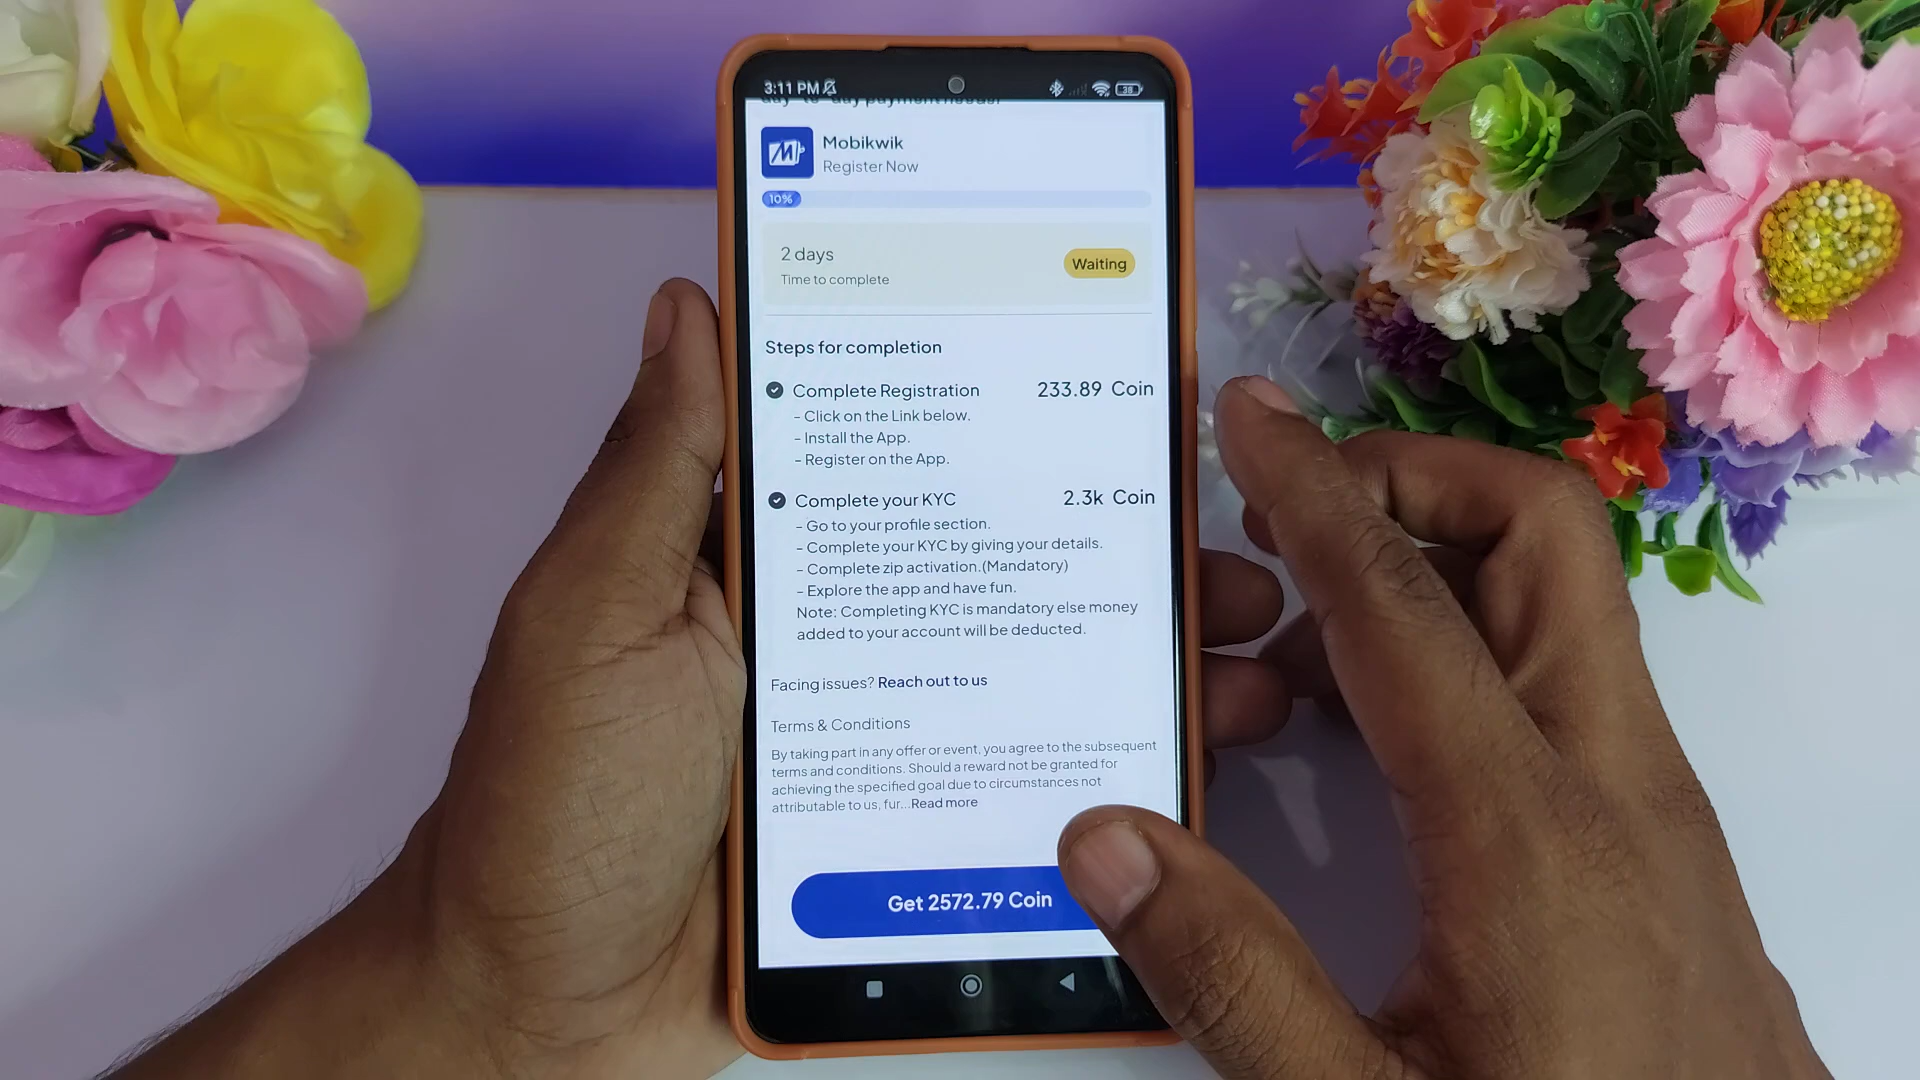 3:11 PM
38
day-to-day payment needs!
Mobikwik
Register Now
10%
2 days
Time to complete
Waiting
Steps for completion
Complete Registration
233.89 Coin
- Click on the Link below.
- Install the App.
- Register on the App.
Complete your KYC
2.3k Coin
- Go to your profile section.
- Complete your KYC by giving your details.
- Complete zip activation.(Mandatory)
- Explore the app and have fun.
Note: Completing KYC is mandatory else money
added to your account will be deducted.
Facing issues? Reach out to us
Terms & Conditions
By taking part in any offer or event, you agree to the subsequent
terms and conditions. Should a reward not be granted for
achieving the specified goal due to circumstances not
attributable to us, fur...Read more
Get 2572.79 Coin